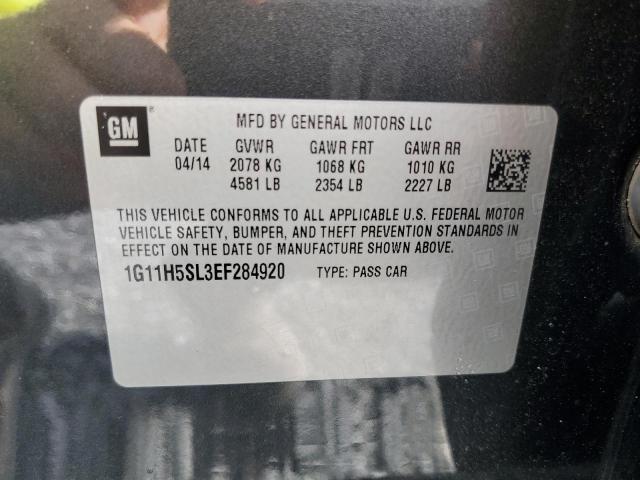 GM
MFD BY GENERAL MOTORS LLC
DATE GVWR GAWR FRT GAWR RR
04/14 2078 KG 1068 KG 1010 KG
4581 LB 2354 LB 2227 LB
THIS VEHICLE CONFORMS TO ALL APPLICABLE U.S. FEDERAL MOTOR
VEHICLE SAFETY, BUMPER, AND THEFT PREVENTION STANDARDS IN
EFFECT ON THE DATE OF MANUFACTURE SHOWN ABOVE.
1G11H5SL3EF284920 TYPE: PASS CAR